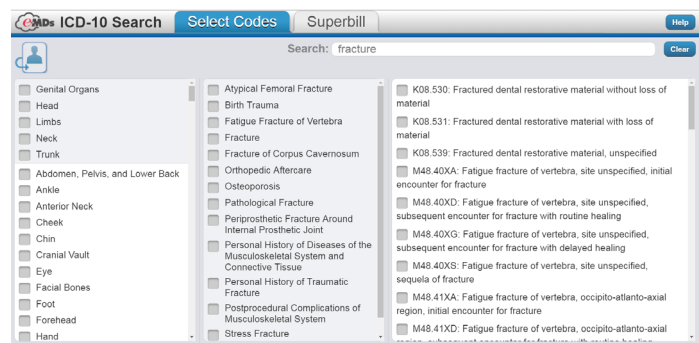 eMDs ICD-10 Search
Select Codes
Superbill
Help
Search: fracture
Clear
Genital Organs
Head
Limbs
Neck
Trunk
Abdomen, Pelvis, and Lower Back
Ankle
Anterior Neck
Cheek
Chin
Cranial Vault
Eye
Facial Bones
Foot
Forehead
Hand
Atypical Femoral Fracture
Birth Trauma
Fatigue Fracture of Vertebra
Fracture
Fracture of Corpus Cavernosum
Orthopedic Aftercare
Osteoporosis
Pathological Fracture
Periprosthetic Fracture Around
Internal Prosthetic Joint
Personal History of Diseases of the
Musculoskeletal System and
Connective Tissue
Personal History of Traumatic
Fracture
Postprocedural Complications of
Musculoskeletal System
Stress Fracture
K08.530: Fractured dental restorative material without loss of
material
K08.531: Fractured dental restorative material with loss of
material
K08.539: Fractured dental restorative material, unspecified
M48.40XA: Fatigue fracture of vertebra, site unspecified, initial
encounter for fracture
M48.40XD: Fatigue fracture of vertebra, site unspecified,
subsequent encounter for fracture with routine healing
M48.40XG: Fatigue fracture of vertebra, site unspecified,
subsequent encounter for fracture with delayed healing
M48.40XS: Fatigue fracture of vertebra, site unspecified,
sequela of fracture
M48.41XA: Fatigue fracture of vertebra, occipito-atlanto-axial
region, initial encounter for fracture
M48.41XD: Fatigue fracture of vertebra, occipito-atlanto-axial
region, subsequent encounter for fracture with routine healing